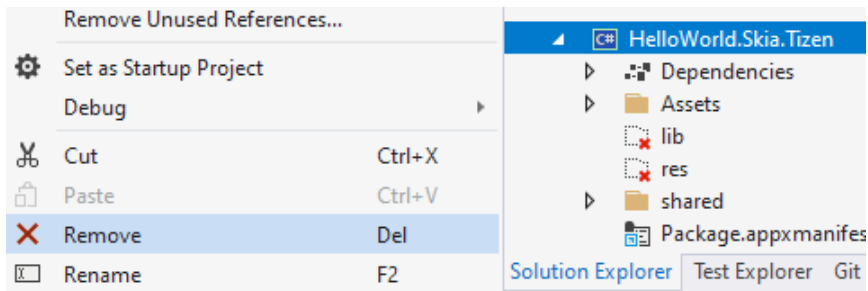 Remove Unused References...
Set as Startup Project
Debug
Cut Ctrl+X
Paste Ctrl+V
Remove Del
Rename F2
C# HelloWorld.Skia.Tizen
Dependencies
Assets
lib
res
shared
Package.appxmanifes
Solution Explorer Test Explorer Git